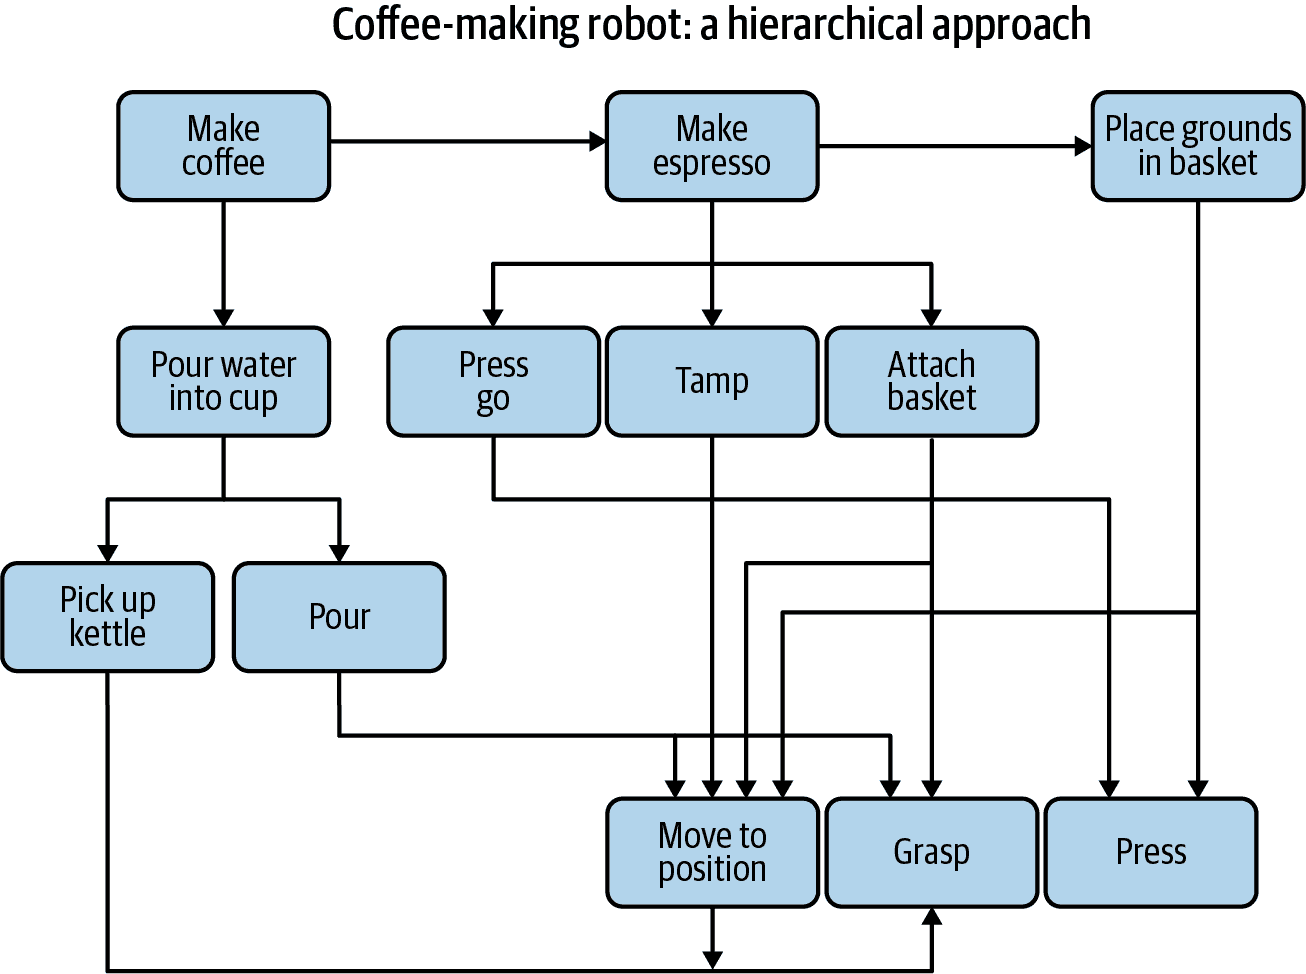 Coffee-making robot: a hierarchical approach
Make
coffee
Make
espresso
Place grounds
in basket
Pour water
into cup
Press
go
Tamp
Attach
basket
Pick up
kettle
Pour
Move to
position
Grasp
Press